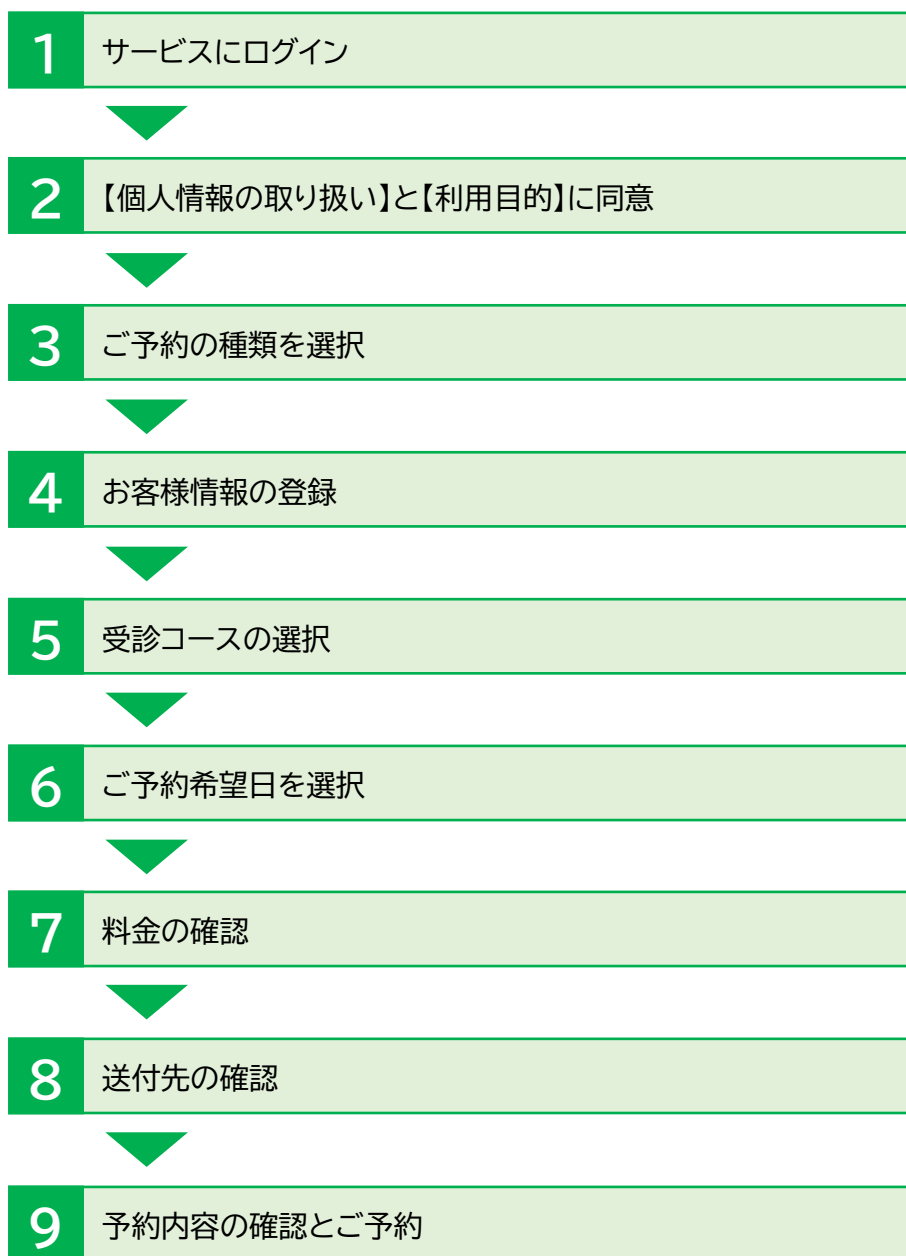 1 サービスにログイン
2 【個人情報の取り扱い】と【利用目的】に同意
3 ご予約の種類を選択
4 お客様情報の登録
5 受診コースの選択
6 ご予約希望日を選択
7 料金の確認
8 送付先の確認
9 予約内容の確認とご予約